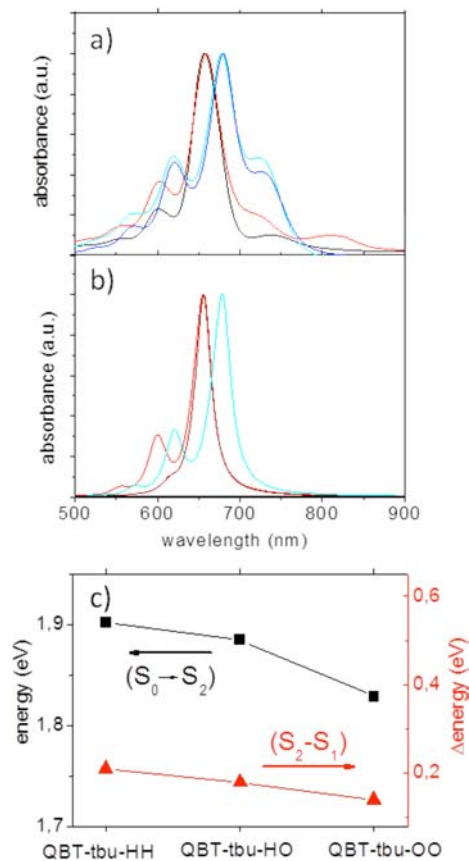 a)
absorbance (a.u.)
b)
absorbance (a.u.)
500 600 700 800 900
wavelength (nm)
c)
1,9
1,8
1,7
energy (eV)
(S0→S2)
(S2-S1)
0,6
0,4
0,2
Δenergy (eV)
QBT-tbu-HH QBT-tbu-HO QBT-tbu-OO